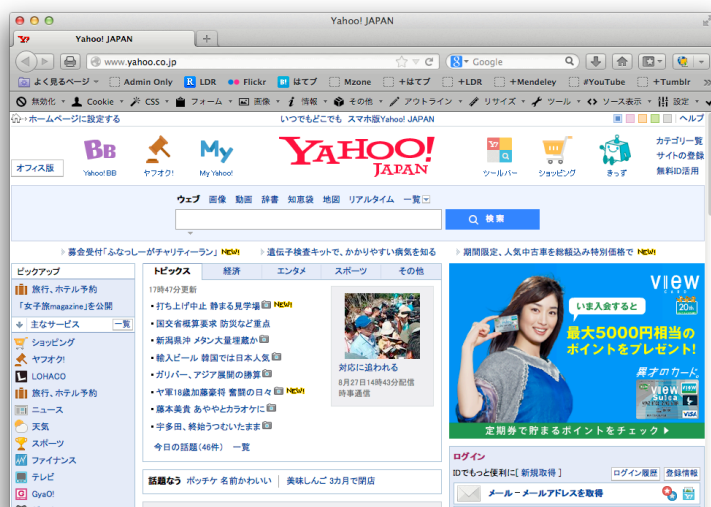 Yahoo! JAPAN
Yahoo! JAPAN
www.yahoo.co.jp
Google
よく見るページ
Admin Only
LDR
Flickr
はてブ
Mzone
+はてブ
+LDR
+Mendeley
#YouTube
+Tumblr
無効化
Cookie
CSS
フォーム
画像
情報
その他
アウトライン
リサイズ
ツール
ソース表示
設定
ホームページに設定する
いつでもどこでも スマホ版Yahoo! JAPAN
ヘルプ
オフィス版
BB
Yahoo! BB
ヤフオク!
My
My Yahoo!
YAHOO!
JAPAN
ツールバー
ショッピング
きっず
カテゴリ一覧
サイトの登録
無料ID活用
ウェブ 画像 動画 辞書 知恵袋 地図 リアルタイム 一覧
検索
募金受付「ふなっしーがチャリティーラン」 NEW!
遺伝子検査キットで、かかりやすい病気を知る
期間限定、人気中古車を総額込み特別価格で NEW!
ピックアップ
旅行、ホテル予約
「女子旅magazine」を公開
主なサービス 一覧
ショッピング
ヤフオク!
LOHACO
旅行、ホテル予約
ニュース
天気
スポーツ
ファイナンス
テレビ
GyaO!
トピックス 経済 エンタメ スポーツ その他
17時47分更新
打ち上げ中止 静まる見学場 NEW!
国交省概算要求 防災など重点
新潟県沖 メタン大量埋蔵か
輸入ビール 韓国では日本人気
ガリバー、アジア展開の勝算
ヤ軍18歳加藤豪将 奮闘の日々 NEW!
藤本美貴 あややとカラオケに
宇多田、終始うつむいたまま
今日の話題(46件) 一覧
対応に追われる
8月27日14時43分配信
時事通信
話題なう ポッチャ 名前かわいい
美味しんご 3カ月で閉店
VIEW
CARD
20th
いま入会すると
最大5000円相当の
ポイントをプレゼント!
異才のカード。
VIEW
Suica
VISA
定期券で貯まるポイントをチェック
ログイン
IDでもっと便利に[ 新規取得 ]
ログイン履歴
登録情報
メール - メールアドレスを取得